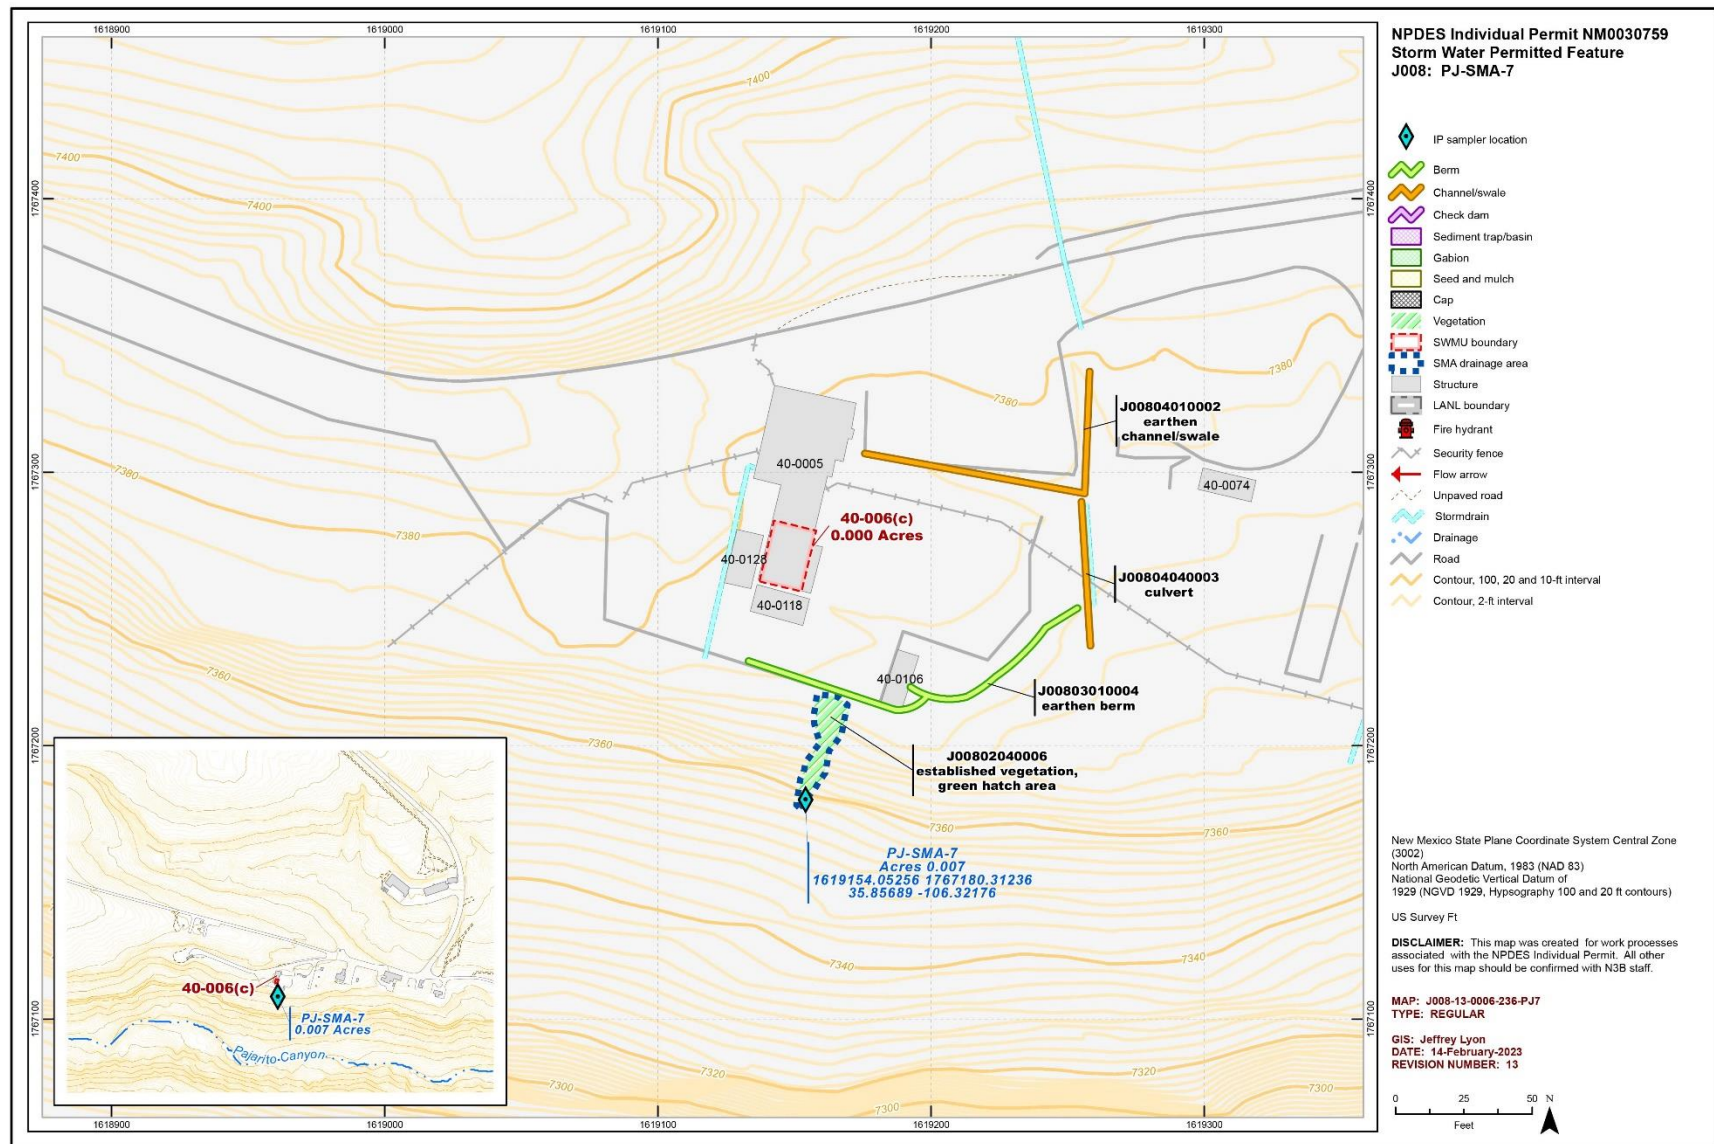 1618900
1619000
1619100
1619200
1619300
NPDES Individual Permit NM0030759
Storm Water Permitted Feature
J008: PJ-SMA-7
IP sampler location
Berm
Channel/swale
Check dam
Sediment trap/basin
Gabion
Seed and mulch
Cap
Vegetation
SWMU boundary
SMA drainage area
Structure
LANL boundary
Fire hydrant
Security fence
Flow arrow
Unpaved road
Stormdrain
Drainage
Road
Contour, 100, 20 and 10-ft interval
Contour, 2-ft interval
7400
7400
7400
1767400
1767400
7380
7380
J00804010002
earthen
channel/swale
40-0005
1767300
1767300
7380
40-0074
40-006(c)
0.000 Acres
7380
40-0128
40-0118
J00804040003
culvert
7360
40-0106
J00803010004
earthen berm
7360
1767200
1767200
J00802040006
established vegetation,
green hatch area
7360
7360
PJ-SMA-7
Acres 0.007
1619154.05256 1767180.31236
35.85689 -106.32176
7340
7340
1767100
1767100
40-006(c)
PJ-SMA-7
0.007 Acres
Pajarito Canyon
7300
7320
7320
7300
7300
1618900
1619000
1619100
1619200
1619300
New Mexico State Plane Coordinate System Central Zone
(3002)
North American Datum, 1983 (NAD 83)
National Geodetic Vertical Datum of
1929 (NGVD 1929, Hypsography 100 and 20 ft contours)
US Survey Ft
DISCLAIMER: This map was created for work processes
associated with the NPDES Individual Permit. All other
uses for this map should be confirmed with N3B staff.
MAP: J008-13-0006-236-PJ7
TYPE: REGULAR
GIS: Jeffrey Lyon
DATE: 14-February-2023
REVISION NUMBER: 13
0 25 50 N
Feet